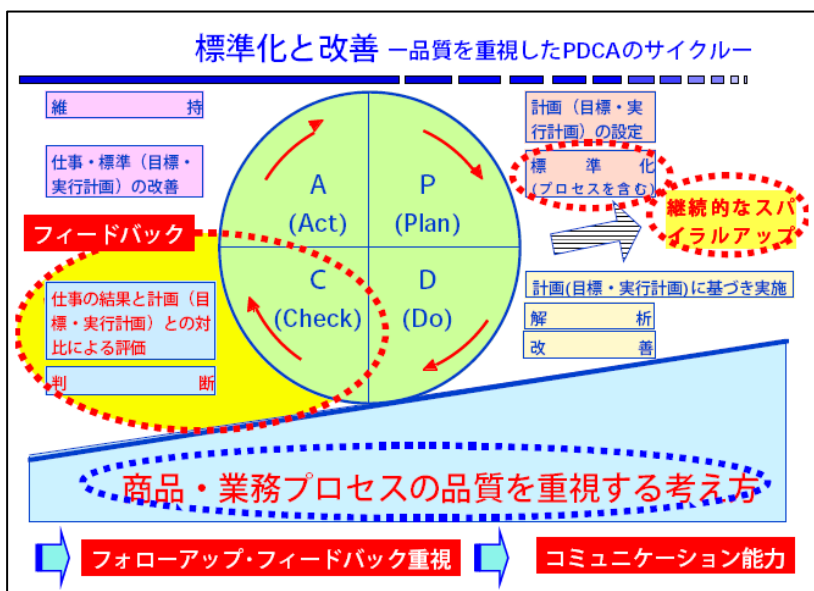 標準化と改善 ー品質を重視したPDCAのサイクルー
維 持
仕事・標準（目標・
実行計画）の改善
フィードバック
仕事の結果と計画（目
標・実行計画）との対
比による評価
判 断
A
(Act)
P
(Plan)
C
(Check)
D
(Do)
計画（目標・実
行計画）の設定
標 準 化
(プロセスを含む)
継続的なスパ
イラルアップ
計画(目標・実行計画)に基づき実施
解 析
改 善
商品・業務プロセスの品質を重視する考え方
フォローアップ・フィードバック重視
コミュニケーション能力